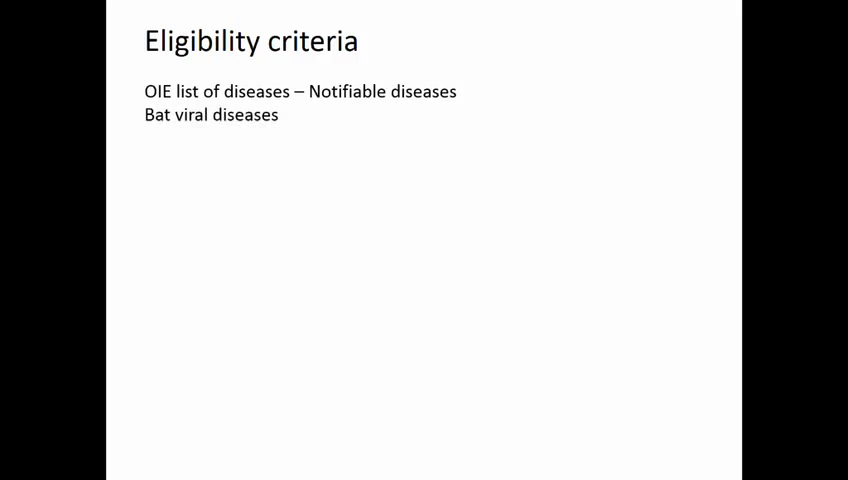 Eligibility criteria
OIE list of diseases – Notifiable diseases
Bat viral diseases